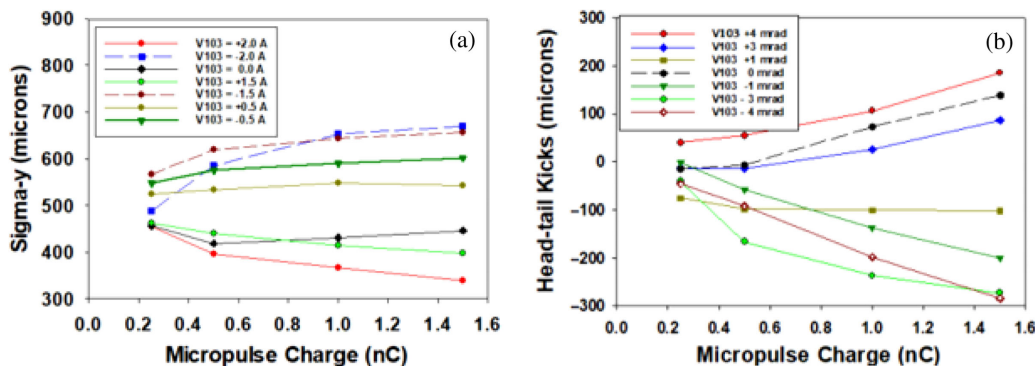 (a)
V103 = +2.0 A
V103 = -2.0 A
V103 = 0.0 A
V103 = +1.5 A
V103 = -1.5 A
V103 = +0.5 A
V103 = -0.5 A
Sigma-y (microns)
900
800
700
600
500
400
300
0.0 0.2 0.4 0.6 0.8 1.0 1.2 1.4 1.6
Micropulse Charge (nC)
(b)
V103 +4 mrad
V103 +3 mrad
V103 +1 mrad
V103 0 mrad
V103 -1 mrad
V103 - 3 mrad
V103 - 4 mrad
Head-tail Kicks (microns)
300
200
100
0
−100
−200
−300
0.0 0.2 0.4 0.6 0.8 1.0 1.2 1.4 1.6
Micropulse Charge (nC)